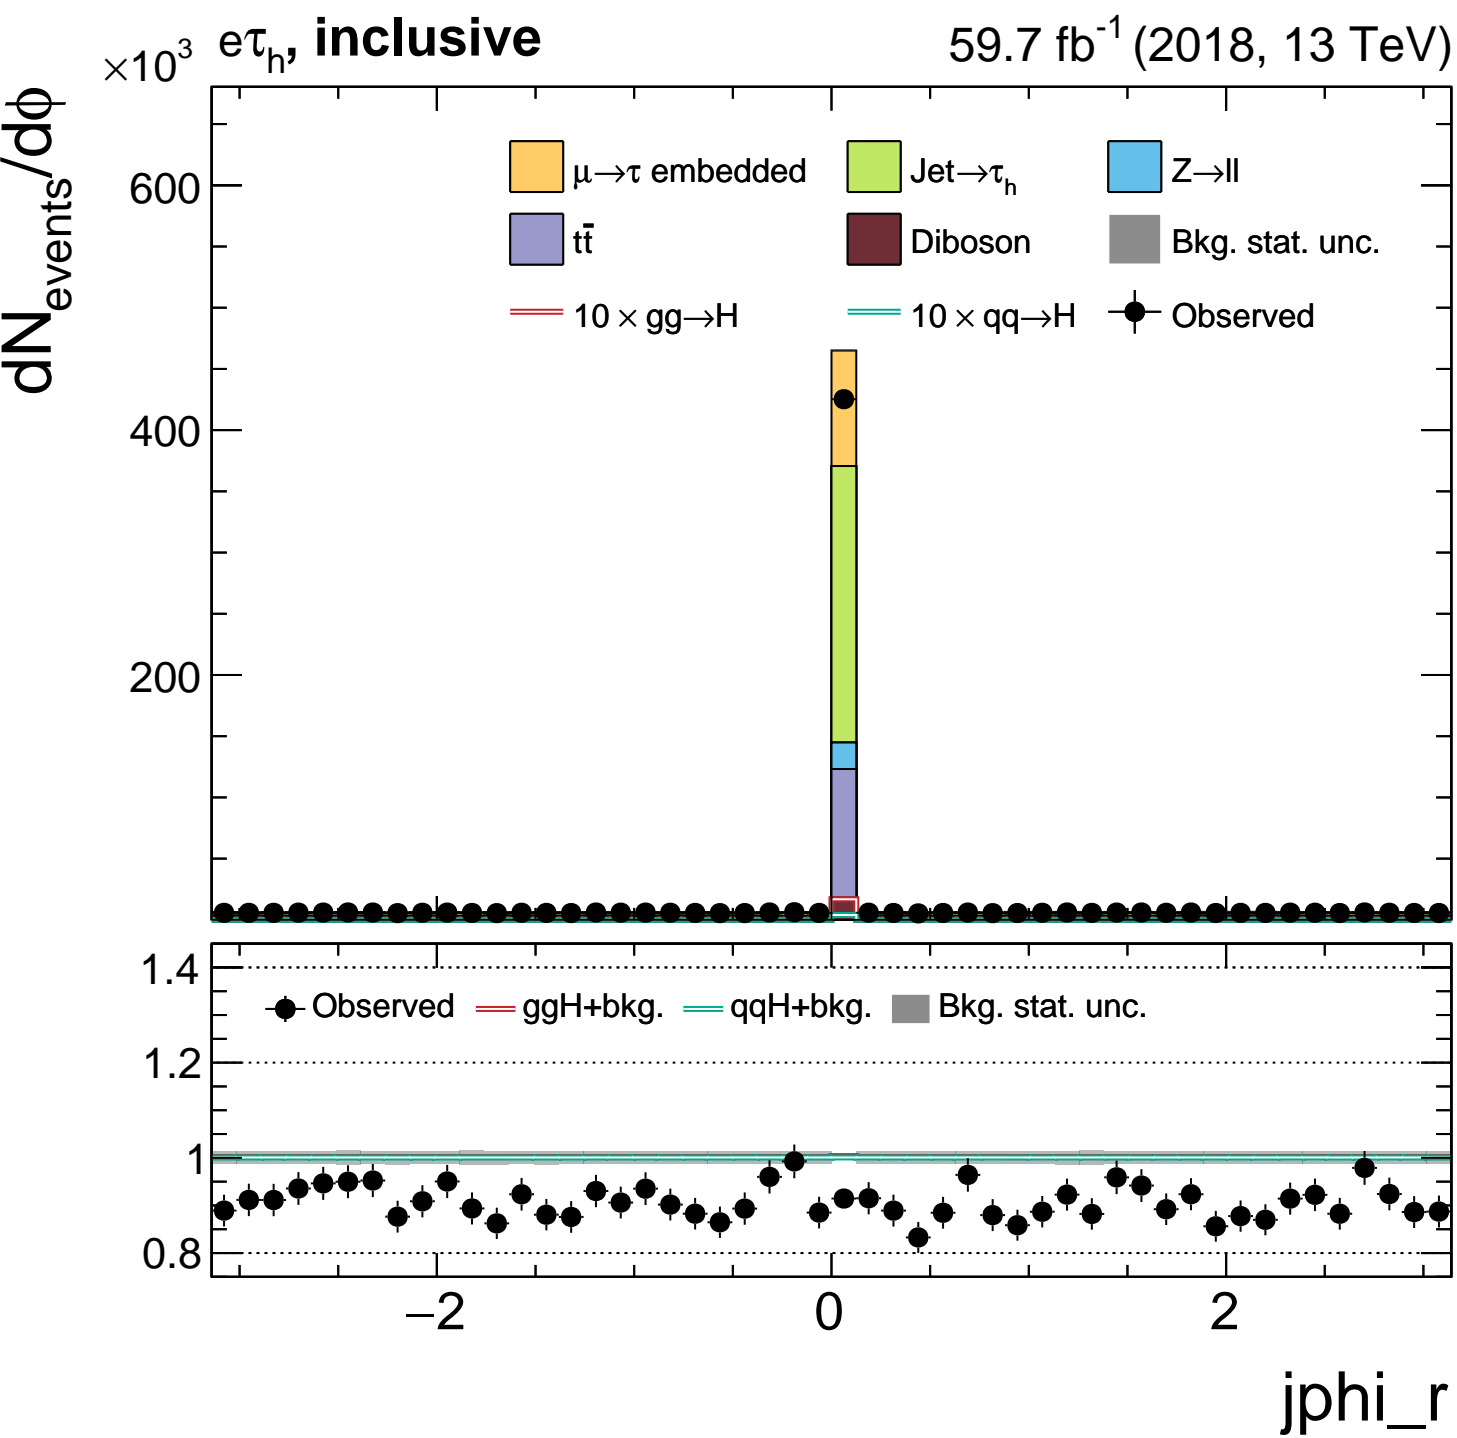 ×10³ eτₕ, inclusive 59.7 fb⁻¹ (2018, 13 TeV)
dN_events/dϕ
μ→τ embedded Jet→τₕ Z→ll
tt̄ Diboson Bkg. stat. unc.
10 × gg→H 10 × qq→H Observed
600
400
200
1.4
Observed ggH+bkg. qqH+bkg. Bkg. stat. unc.
1.2
1
0.8
−2 0 2
jphi_r